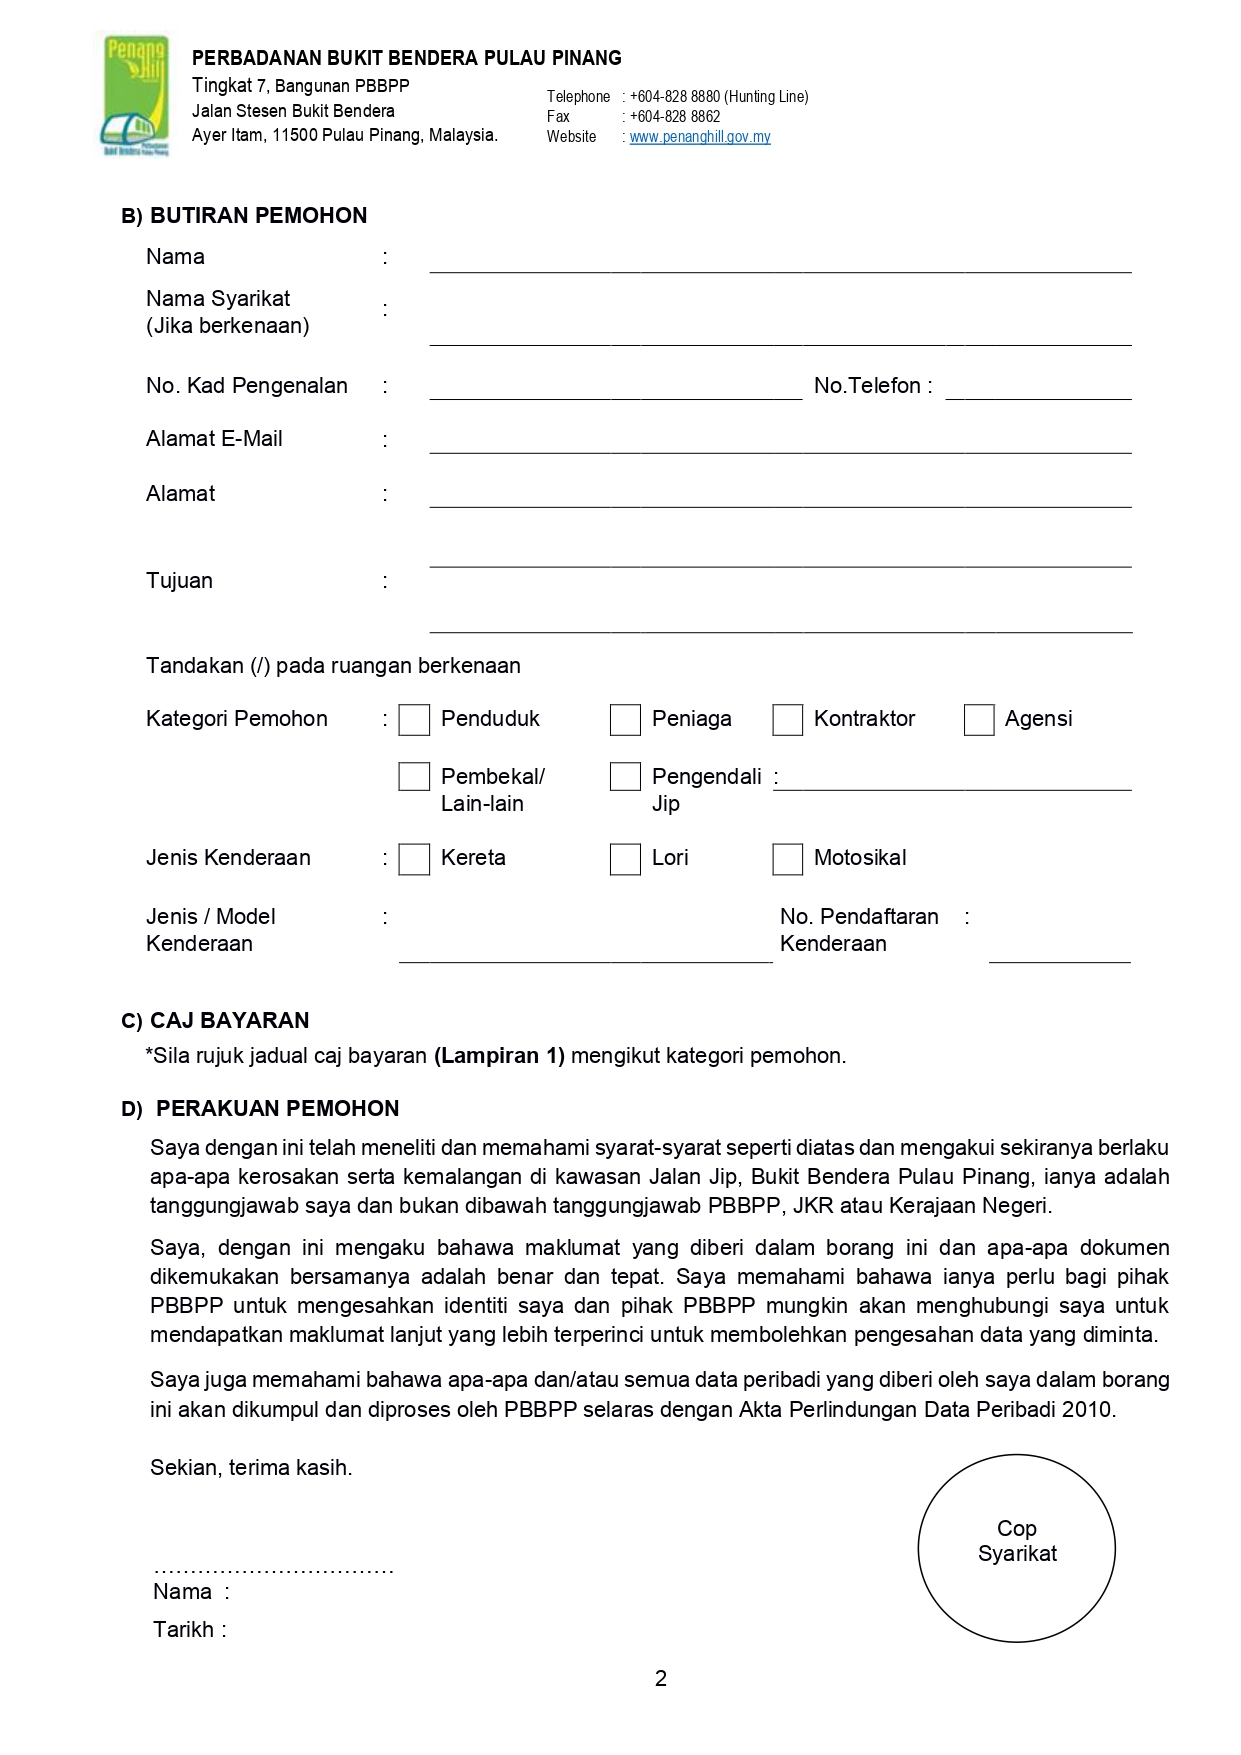 Penang
Hill
Perbadanan
Bukit Bendera Pulau Pinang
PERBADANAN BUKIT BENDERA PULAU PINANG
Tingkat 7, Bangunan PBBPP
Jalan Stesen Bukit Bendera
Ayer Itam, 11500 Pulau Pinang, Malaysia.
Telephone : +604-828 8880 (Hunting Line)
Fax : +604-828 8862
Website : www.penanghill.gov.my
B) BUTIRAN PEMOHON
Nama :
Nama Syarikat :
(Jika berkenaan)
No. Kad Pengenalan : No.Telefon :
Alamat E-Mail :
Alamat :
Tujuan :
Tandakan (/) pada ruangan berkenaan
Kategori Pemohon : Penduduk Peniaga Kontraktor Agensi
Pembekal/ Pengendali :
Lain-lain Jip
Jenis Kenderaan : Kereta Lori Motosikal
Jenis / Model : No. Pendaftaran :
Kenderaan Kenderaan
C) CAJ BAYARAN
*Sila rujuk jadual caj bayaran (Lampiran 1) mengikut kategori pemohon.
D) PERAKUAN PEMOHON
Saya dengan ini telah meneliti dan memahami syarat-syarat seperti diatas dan mengakui sekiranya berlaku
apa-apa kerosakan serta kemalangan di kawasan Jalan Jip, Bukit Bendera Pulau Pinang, ianya adalah
tanggungjawab saya dan bukan dibawah tanggungjawab PBBPP, JKR atau Kerajaan Negeri.
Saya, dengan ini mengaku bahawa maklumat yang diberi dalam borang ini dan apa-apa dokumen
dikemukakan bersamanya adalah benar dan tepat. Saya memahami bahawa ianya perlu bagi pihak
PBBPP untuk mengesahkan identiti saya dan pihak PBBPP mungkin akan menghubungi saya untuk
mendapatkan maklumat lanjut yang lebih terperinci untuk membolehkan pengesahan data yang diminta.
Saya juga memahami bahawa apa-apa dan/atau semua data peribadi yang diberi oleh saya dalam borang
ini akan dikumpul dan diproses oleh PBBPP selaras dengan Akta Perlindungan Data Peribadi 2010.
Sekian, terima kasih.
Cop
Syarikat
……………………………
Nama :
Tarikh :
2